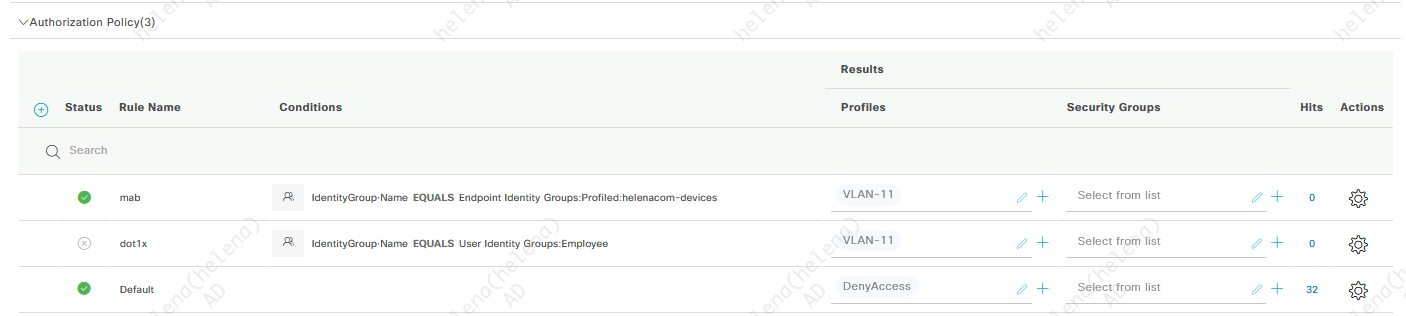 Authorization Policy(3)
Results
Status Rule Name Conditions Profiles Security Groups Hits Actions
Search
mab IdentityGroup·Name EQUALS Endpoint Identity Groups:Profiled:helenacom-devices VLAN-11 Select from list 0
dot1x IdentityGroup·Name EQUALS User Identity Groups:Employee VLAN-11 Select from list 0
Default DenyAccess Select from list 32
helena(helena)
AD